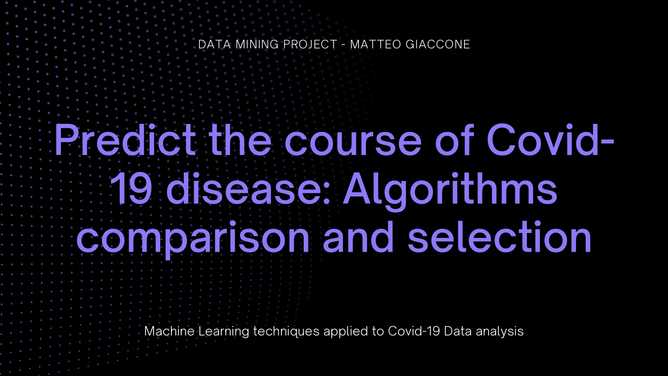 DATA MINING PROJECT - MATTEO GIACCONE
Predict the course of Covid-
19 disease: Algorithms
comparison and selection
Machine Learning techniques applied to Covid-19 Data analysis